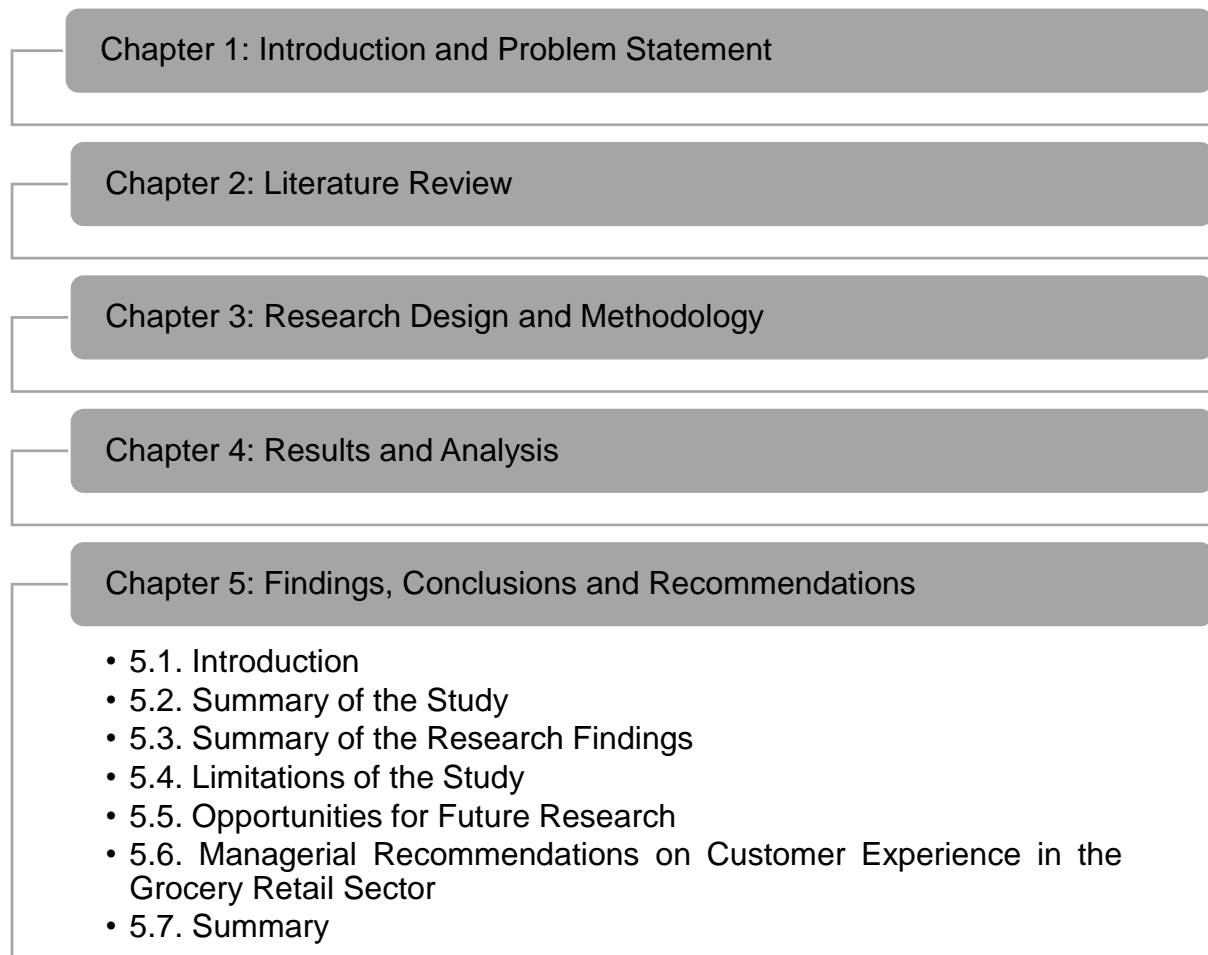 Chapter 1: Introduction and Problem Statement
Chapter 2: Literature Review
Chapter 3: Research Design and Methodology
Chapter 4: Results and Analysis
Chapter 5: Findings, Conclusions and Recommendations
• 5.1. Introduction
• 5.2. Summary of the Study
• 5.3. Summary of the Research Findings
• 5.4. Limitations of the Study
• 5.5. Opportunities for Future Research
• 5.6. Managerial Recommendations on Customer Experience in the
Grocery Retail Sector
• 5.7. Summary